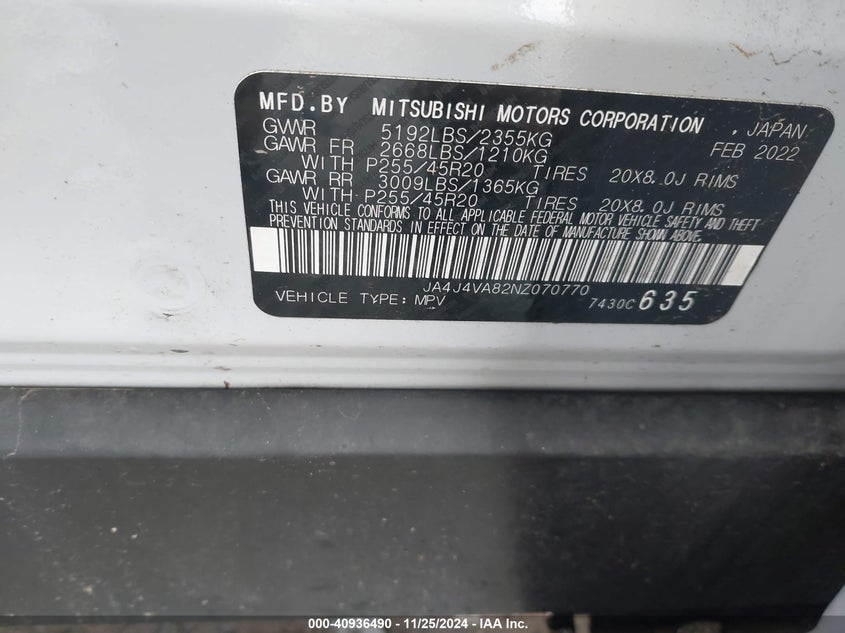 MFD.BY MITSUBISHI MOTORS CORPORATION , JAPAN
GVWR 5192LBS/2355KG FEB 2022
GAWR FR 2668LBS/1210KG
WITH P255/45R20 TIRES 20X8.0J RIMS
GAWR RR 3009LBS/1365KG
WITH P255/45R20 TIRES 20X8.0J RIMS
THIS VEHICLE CONFORMS TO ALL APPLICABLE FEDERAL MOTOR VEHICLE SAFETY AND THEFT
PREVENTION STANDARDS IN EFFECT ON THE DATE OF MANUFACTURE SHOWN ABOVE.
JA4J4VA82NZ070770
VEHICLE TYPE: MPV 7430C 635
000-40936490 - 11/25/2024 - IAA Inc.